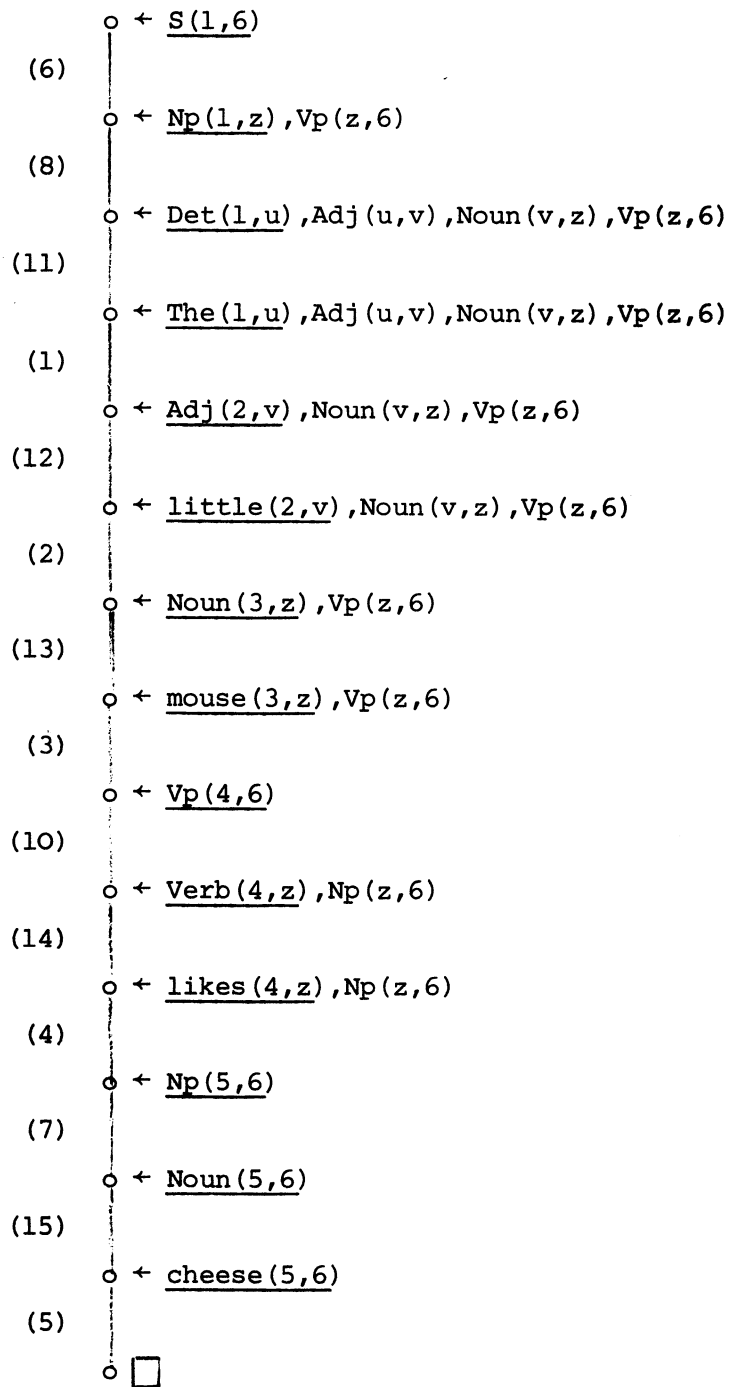 ← S(1,6)
(6)
← Np(1,z),Vp(z,6)
(8)
← Det(1,u),Adj(u,v),Noun(v,z),Vp(z,6)
(11)
← The(1,u),Adj(u,v),Noun(v,z),Vp(z,6)
(1)
← Adj(2,v),Noun(v,z),Vp(z,6)
(12)
← little(2,v),Noun(v,z),Vp(z,6)
(2)
← Noun(3,z),Vp(z,6)
(13)
← mouse(3,z),Vp(z,6)
(3)
← Vp(4,6)
(10)
← Verb(4,z),Np(z,6)
(14)
← likes(4,z),Np(z,6)
(4)
← Np(5,6)
(7)
← Noun(5,6)
(15)
← cheese(5,6)
(5)
□